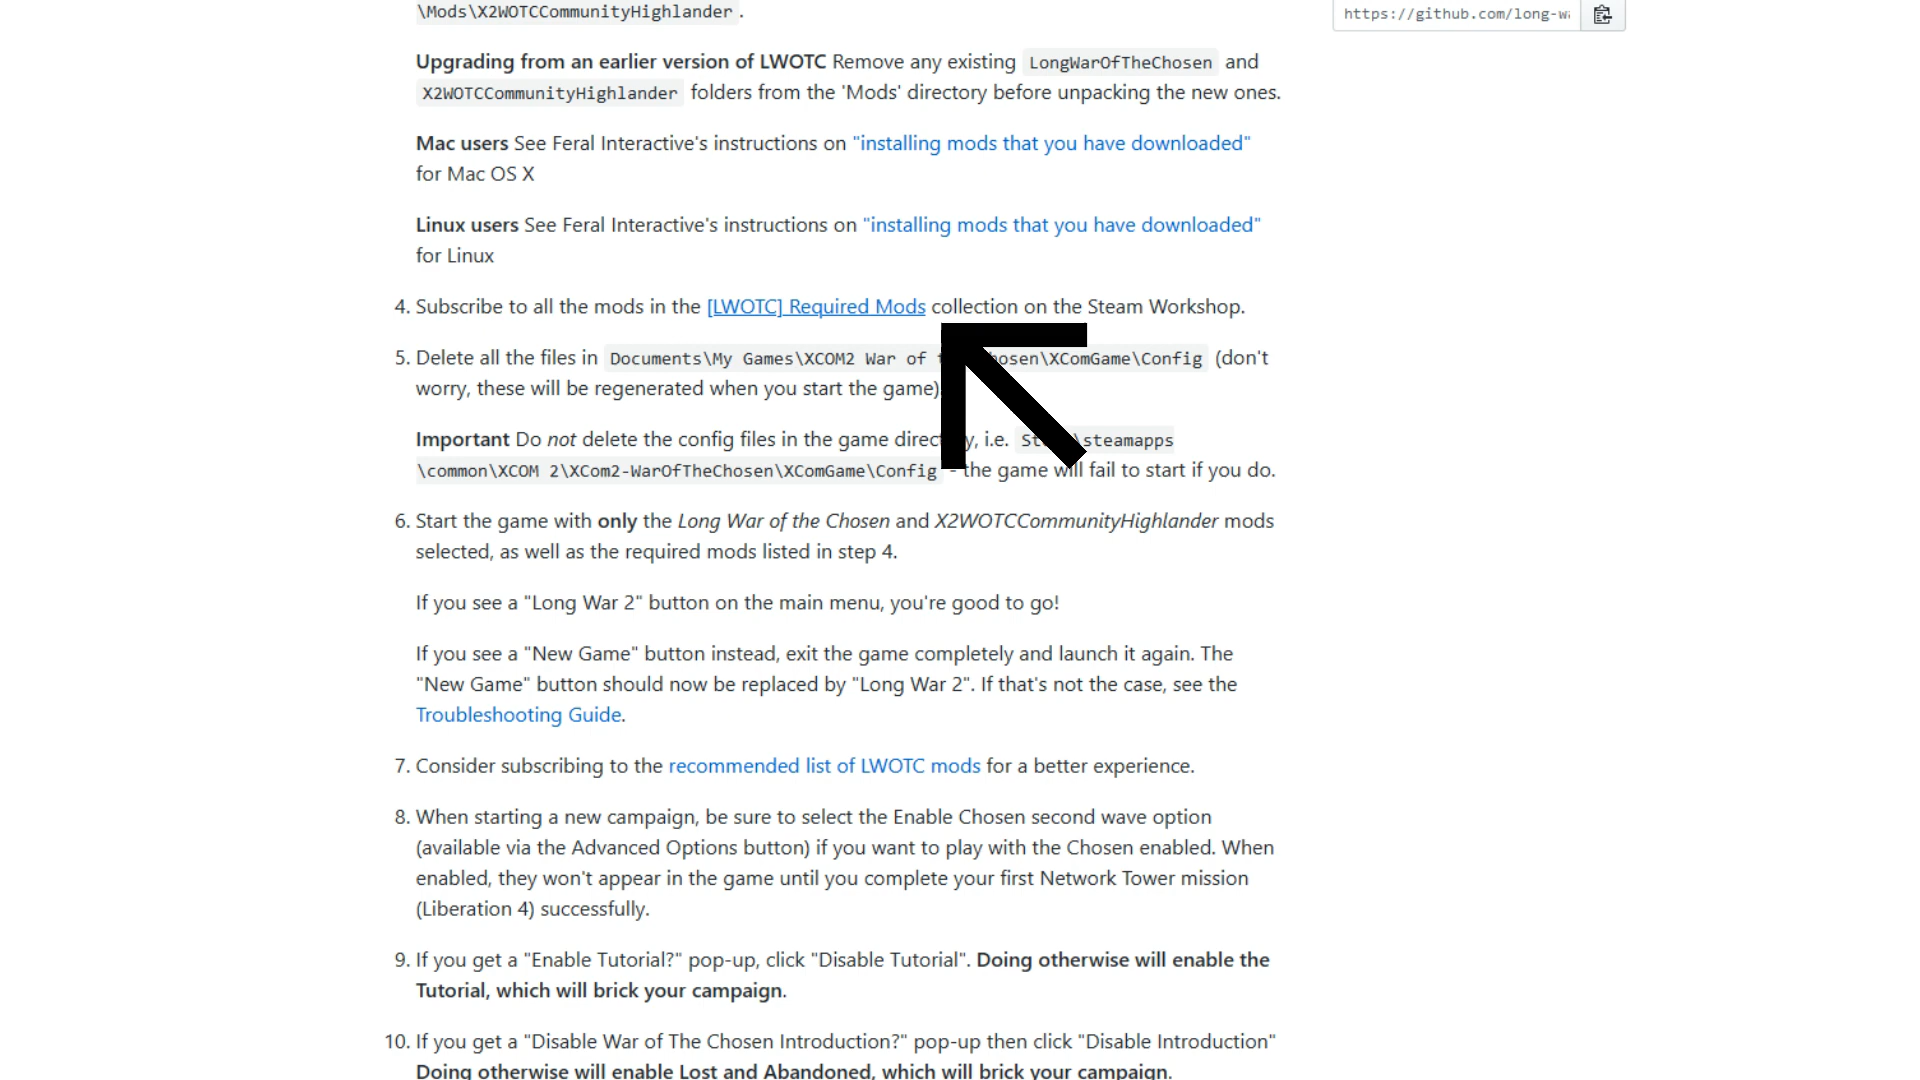 \Mods\X2WOTCCommunityHighlander.
https://github.com/long-w
Upgrading from an earlier version of LWOTC Remove any existing LongWarOfTheChosen and
X2WOTCCommunityHighlander folders from the 'Mods' directory before unpacking the new ones.
Mac users See Feral Interactive's instructions on "installing mods that you have downloaded"
for Mac OS X
Linux users See Feral Interactive's instructions on "installing mods that you have downloaded"
for Linux
4. Subscribe to all the mods in the [LWOTC] Required Mods collection on the Steam Workshop.
5. Delete all the files in Documents\My Games\XCOM2 War of hosen\XComGame\Config (don't
worry, these will be regenerated when you start the game)
Important Do not delete the config files in the game direc y, i.e. St \steamapps
\common\XCOM 2\XCom2-WarOfTheChosen\XComGame\Config - the game will fail to start if you do.
6. Start the game with only the Long War of the Chosen and X2WOTCCommunityHighlander mods
selected, as well as the required mods listed in step 4.
If you see a "Long War 2" button on the main menu, you're good to go!
If you see a "New Game" button instead, exit the game completely and launch it again. The
"New Game" button should now be replaced by "Long War 2". If that's not the case, see the
Troubleshooting Guide.
7. Consider subscribing to the recommended list of LWOTC mods for a better experience.
8. When starting a new campaign, be sure to select the Enable Chosen second wave option
(available via the Advanced Options button) if you want to play with the Chosen enabled. When
enabled, they won't appear in the game until you complete your first Network Tower mission
(Liberation 4) successfully.
9. If you get a "Enable Tutorial?" pop-up, click "Disable Tutorial". Doing otherwise will enable the
Tutorial, which will brick your campaign.
10. If you get a "Disable War of The Chosen Introduction?" pop-up then click "Disable Introduction"
Doing otherwise will enable Lost and Abandoned, which will brick your campaign.